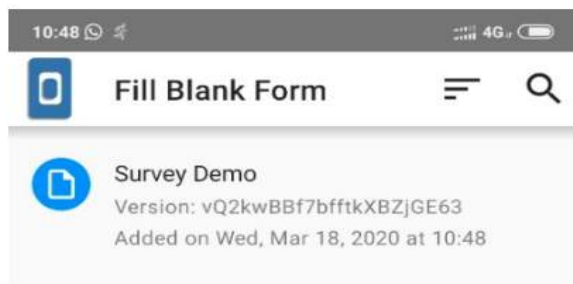 10:48 4G
Fill Blank Form
Survey Demo
Version: vQ2kwBBf7bfftkXBZjGE63
Added on Wed, Mar 18, 2020 at 10:48